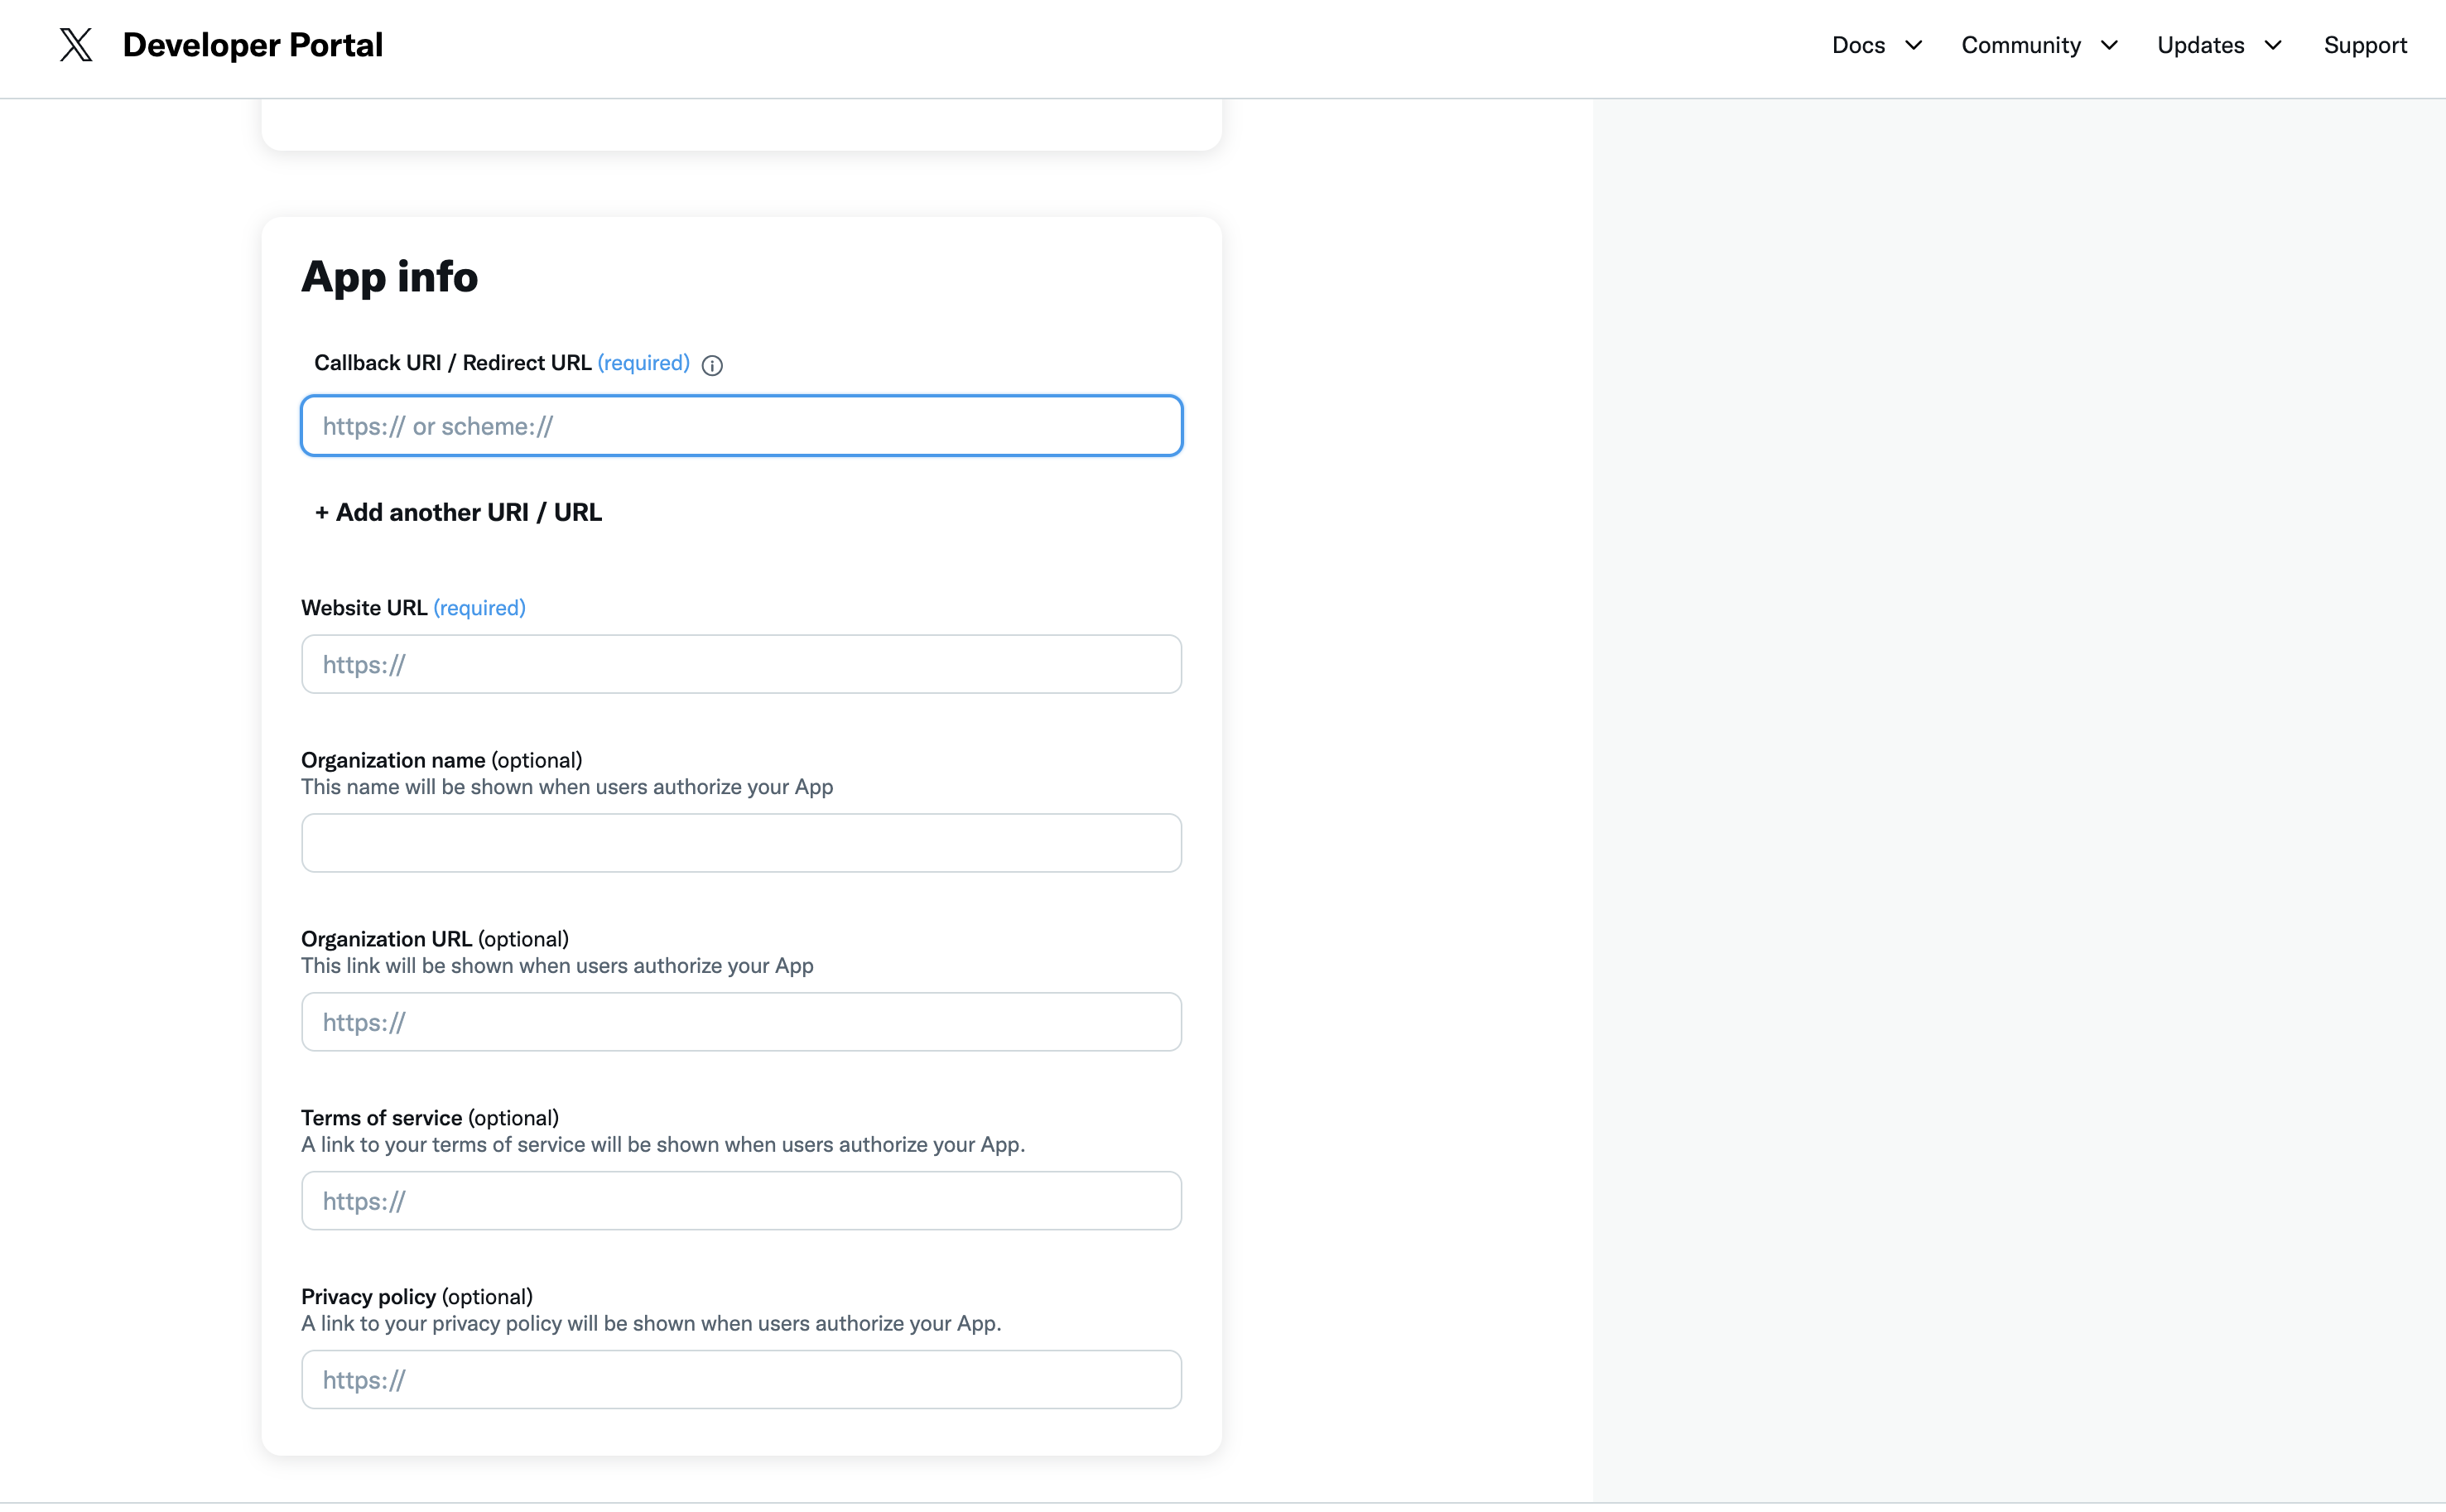 Developer Portal
Docs Community Updates Support
App info
Callback URI / Redirect URL (required)
https:// or scheme://
+ Add another URI / URL
Website URL (required)
https://
Organization name (optional)
This name will be shown when users authorize your App
Organization URL (optional)
This link will be shown when users authorize your App
https://
Terms of service (optional)
A link to your terms of service will be shown when users authorize your App.
https://
Privacy policy (optional)
A link to your privacy policy will be shown when users authorize your App.
https://